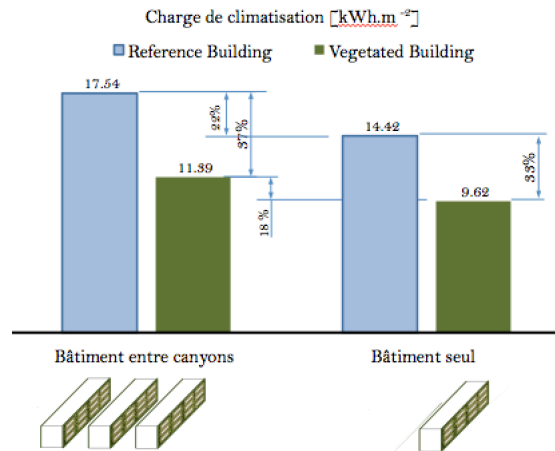 Charge de climatisation [kWh.m⁻²]
Reference Building
Vegetated Building
17.54
22%
37%
11.39
18 %
14.42
33%
9.62
Bâtiment entre canyons
Bâtiment seul